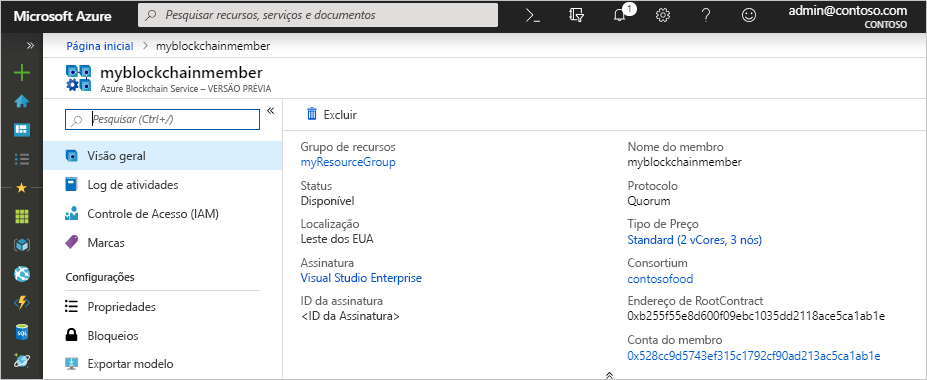 Microsoft Azure
Pesquisar recursos, serviços e documentos
1
admin@contoso.com
CONTOSO
Página inicial > myblockchainmember
myblockchainmember
Azure Blockchain Service – VERSÃO PRÉVIA
Pesquisar (Ctrl+/)
Visão geral
Log de atividades
Controle de Acesso (IAM)
Marcas
Configurações
Propriedades
Bloqueios
Exportar modelo
Excluir
Grupo de recursos
myResourceGroup
Status
Disponível
Localização
Leste dos EUA
Assinatura
Visual Studio Enterprise
ID da assinatura
<ID da Assinatura>
Nome do membro
myblockchainmember
Protocolo
Quorum
Tipo de Preço
Standard (2 vCores, 3 nós)
Consortium
contosofood
Endereço de RootContract
0xb255f55e8d600f09ebc1035dd2118ace5ca1ab1e
Conta do membro
0x528cc9d5743ef315c1792cf90ad213ac5ca1ab1e